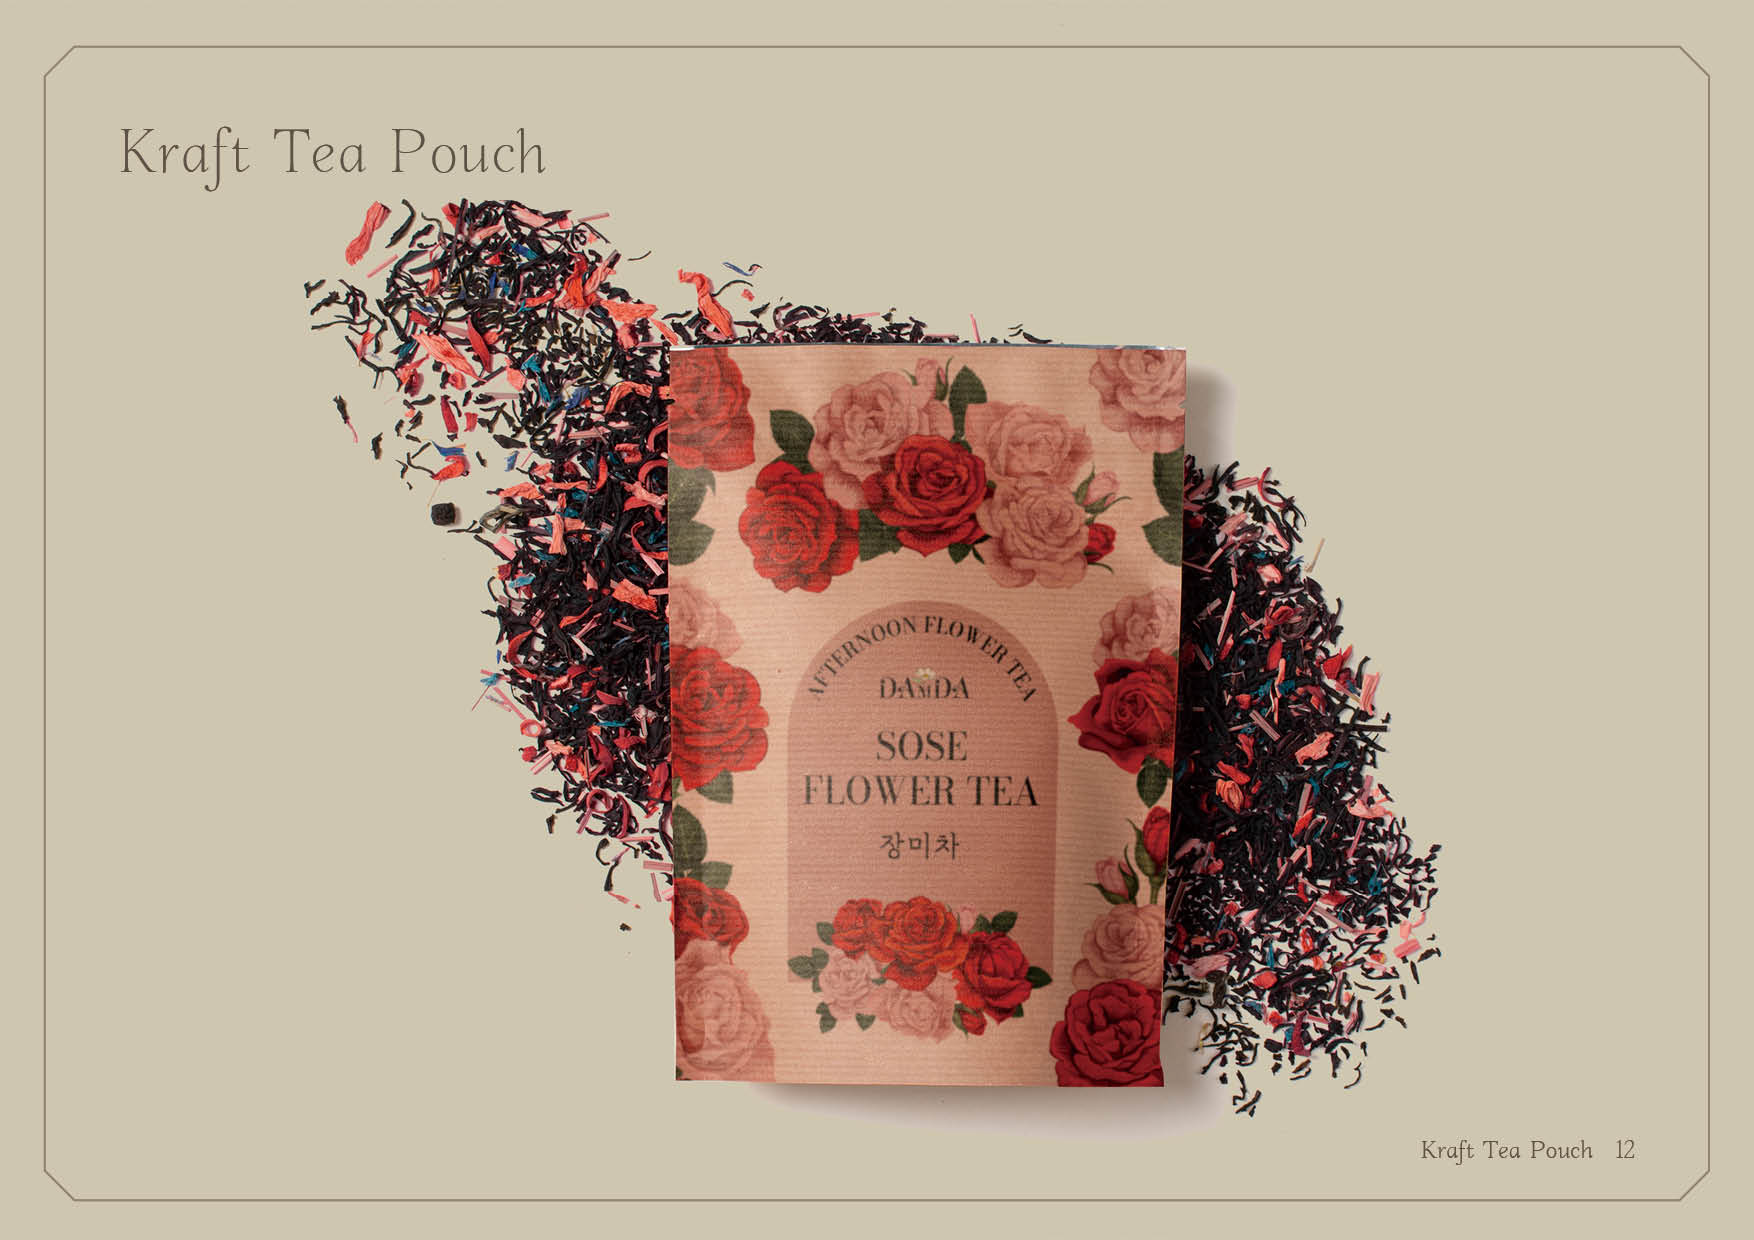 Kraft Tea Pouch
AFTERNOON FLOWER TEA
DAMDA
SOSE
FLOWER TEA
장미차
Kraft Tea Pouch 12